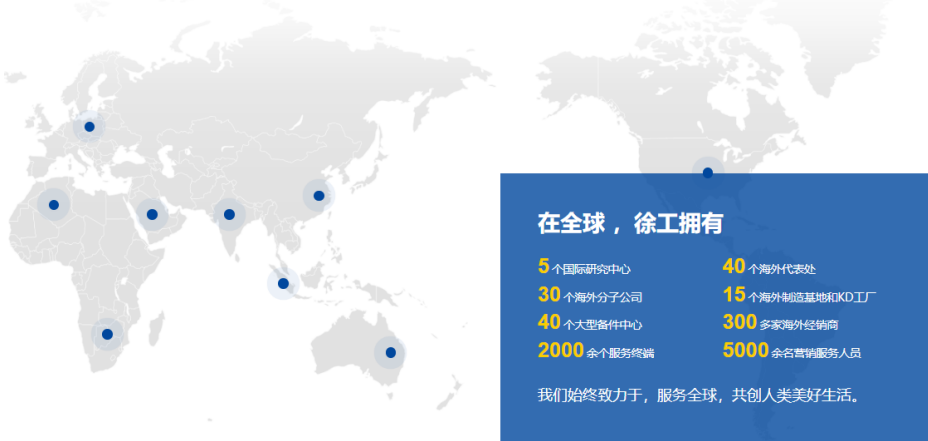 在全球，徐工拥有
5 个国际研究中心
40 个海外代表处
30 个海外分子公司
15 个海外制造基地和KD工厂
40 个大型备件中心
300 多家海外经销商
2000 余个服务终端
5000 余名营销服务人员
我们始终致力于，服务全球，共创人类美好生活。